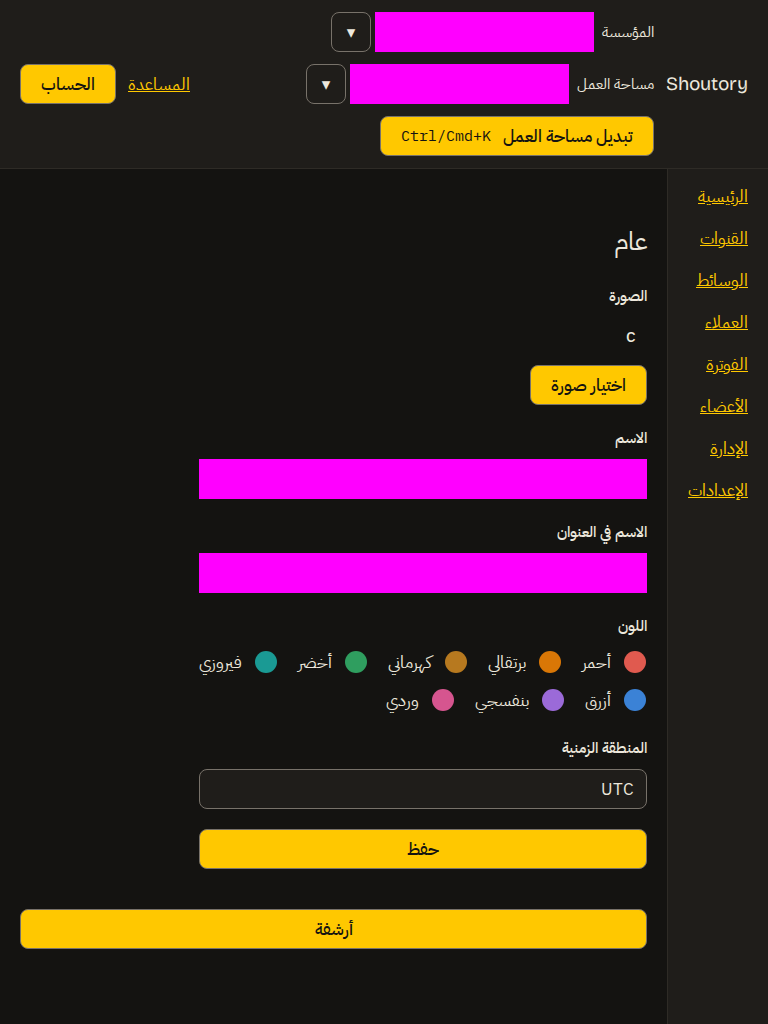 المؤسسة ▼
Shoutory مساحة العمل ▼ المساعدة الحساب
تبديل مساحة العمل Ctrl/Cmd+K
الرئيسية
القنوات
الوسائط
العملاء
الفوترة
الأعضاء
الإدارة
الإعدادات
عام
الصورة
C
اختيار صورة
الاسم
الاسم في العنوان
اللون
أحمر برتقالي كهرماني أخضر فيروزي
أزرق بنفسجي وردي
المنطقة الزمنية
UTC
حفظ
أرشفة